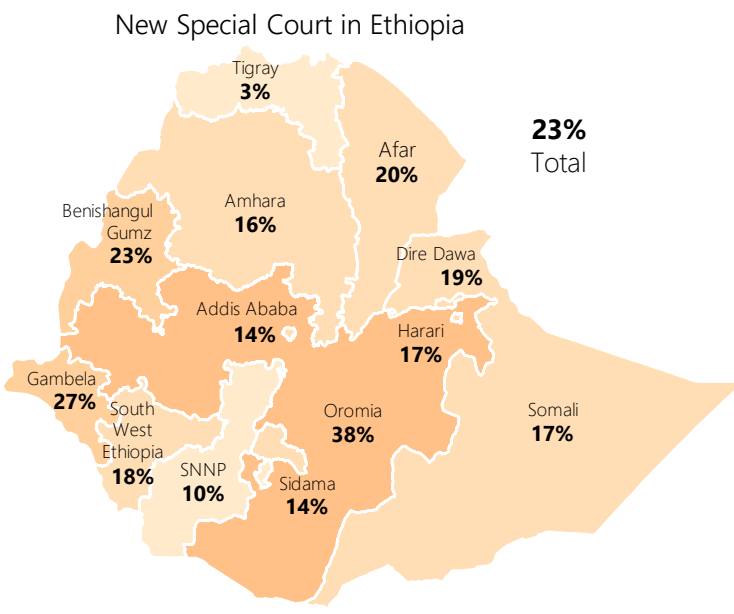 New Special Court in Ethiopia
Tigray
3%
23%
Total
Afar
20%
Amhara
16%
Benishangul
Gumz
23%
Dire Dawa
19%
Addis Ababa
14%
Harari
17%
Gambela
27%
South
West
Ethiopia
18%
Oromia
38%
Somali
17%
SNNP
10%
Sidama
14%